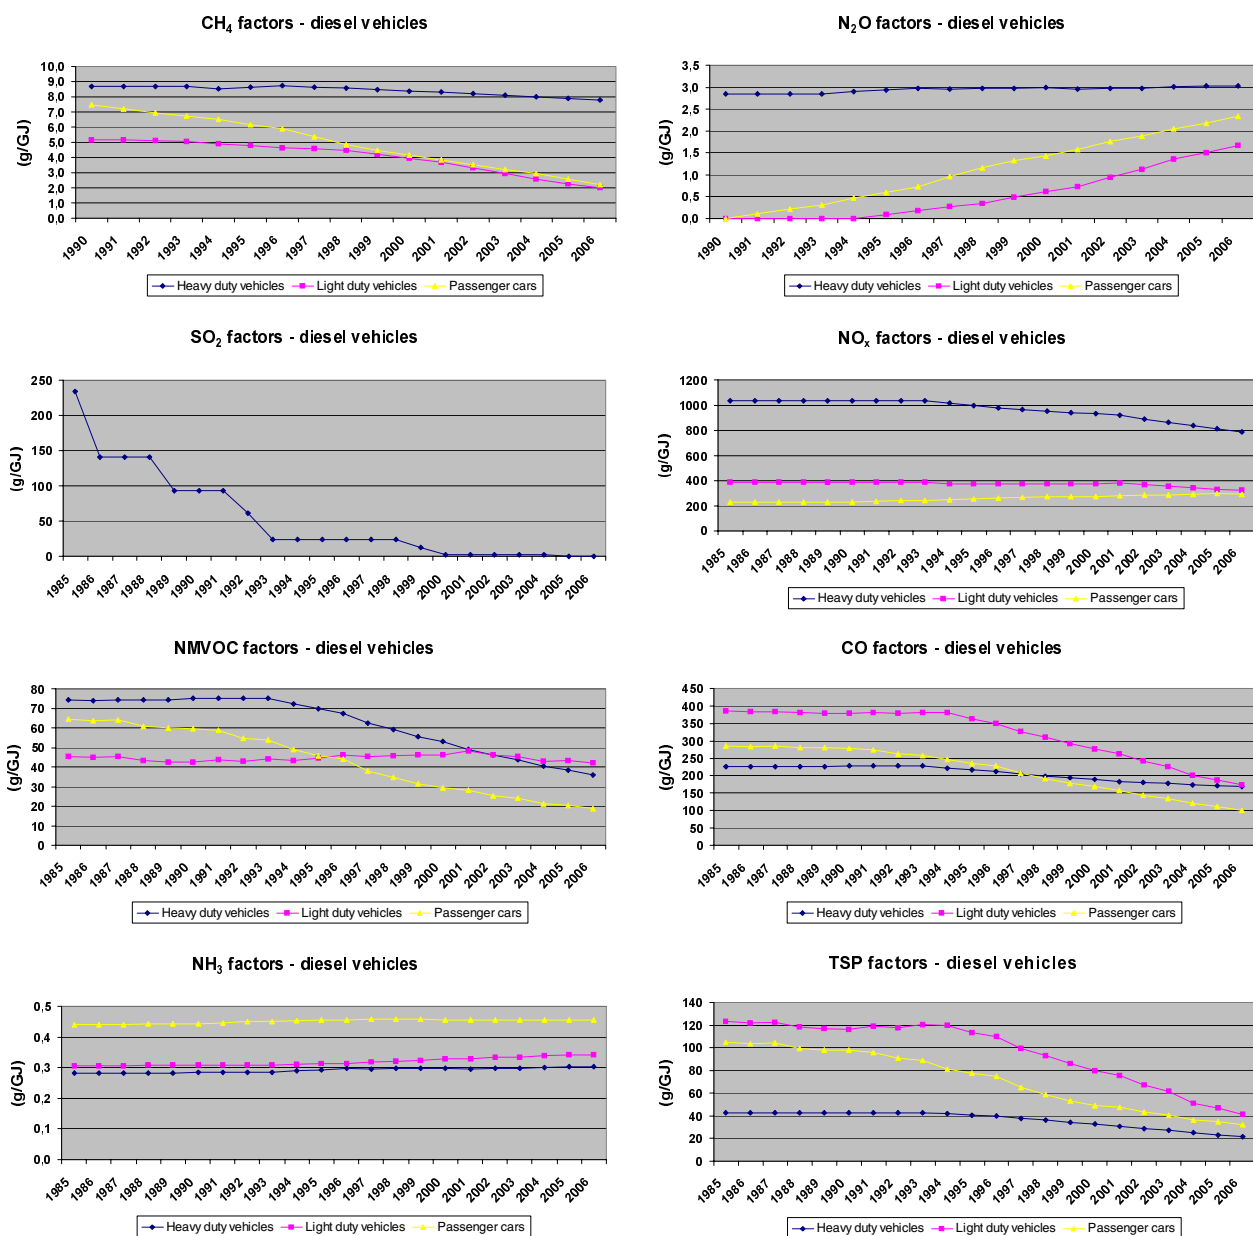 CH4 factors - diesel vehicles
10,0
9,0
8,0
7,0
6,0
5,0
4,0
3,0
2,0
1,0
0,0
(g/GJ)
1990 1991 1992 1993 1994 1995 1996 1997 1998 1999 2000 2001 2002 2003 2004 2005 2006
Heavy duty vehicles Light duty vehicles Passenger cars
N2O factors - diesel vehicles
3,5
3,0
2,5
2,0
1,5
1,0
0,5
0,0
(g/GJ)
1990 1991 1992 1993 1994 1995 1996 1997 1998 1999 2000 2001 2002 2003 2004 2005 2006
Heavy duty vehicles Light duty vehicles Passenger cars
SO2 factors - diesel vehicles
250
200
150
100
50
0
(g/GJ)
1985 1986 1987 1988 1989 1990 1991 1992 1993 1994 1995 1996 1997 1998 1999 2000 2001 2002 2003 2004 2005 2006
NOx factors - diesel vehicles
1200
1000
800
600
400
200
0
(g/GJ)
1985 1986 1987 1988 1989 1990 1991 1992 1993 1994 1995 1996 1997 1998 1999 2000 2001 2002 2003 2004 2005 2006
Heavy duty vehicles Light duty vehicles Passenger cars
NMVOC factors - diesel vehicles
80
70
60
50
40
30
20
10
0
(g/GJ)
1985 1986 1987 1988 1989 1990 1991 1992 1993 1994 1995 1996 1997 1998 1999 2000 2001 2002 2003 2004 2005 2006
Heavy duty vehicles Light duty vehicles Passenger cars
CO factors - diesel vehicles
450
400
350
300
250
200
150
100
50
0
(g/GJ)
1985 1986 1987 1988 1989 1990 1991 1992 1993 1994 1995 1996 1997 1998 1999 2000 2001 2002 2003 2004 2005 2006
Heavy duty vehicles Light duty vehicles Passenger cars
NH3 factors - diesel vehicles
0,5
0,4
0,3
0,2
0,1
0,0
(g/GJ)
1985 1986 1987 1988 1989 1990 1991 1992 1993 1994 1995 1996 1997 1998 1999 2000 2001 2002 2003 2004 2005 2006
Heavy duty vehicles Light duty vehicles Passenger cars
TSP factors - diesel vehicles
140
120
100
80
60
40
20
0
(g/GJ)
1985 1986 1987 1988 1989 1990 1991 1992 1993 1994 1995 1996 1997 1998 1999 2000 2001 2002 2003 2004 2005 2006
Heavy duty vehicles Light duty vehicles Passenger cars